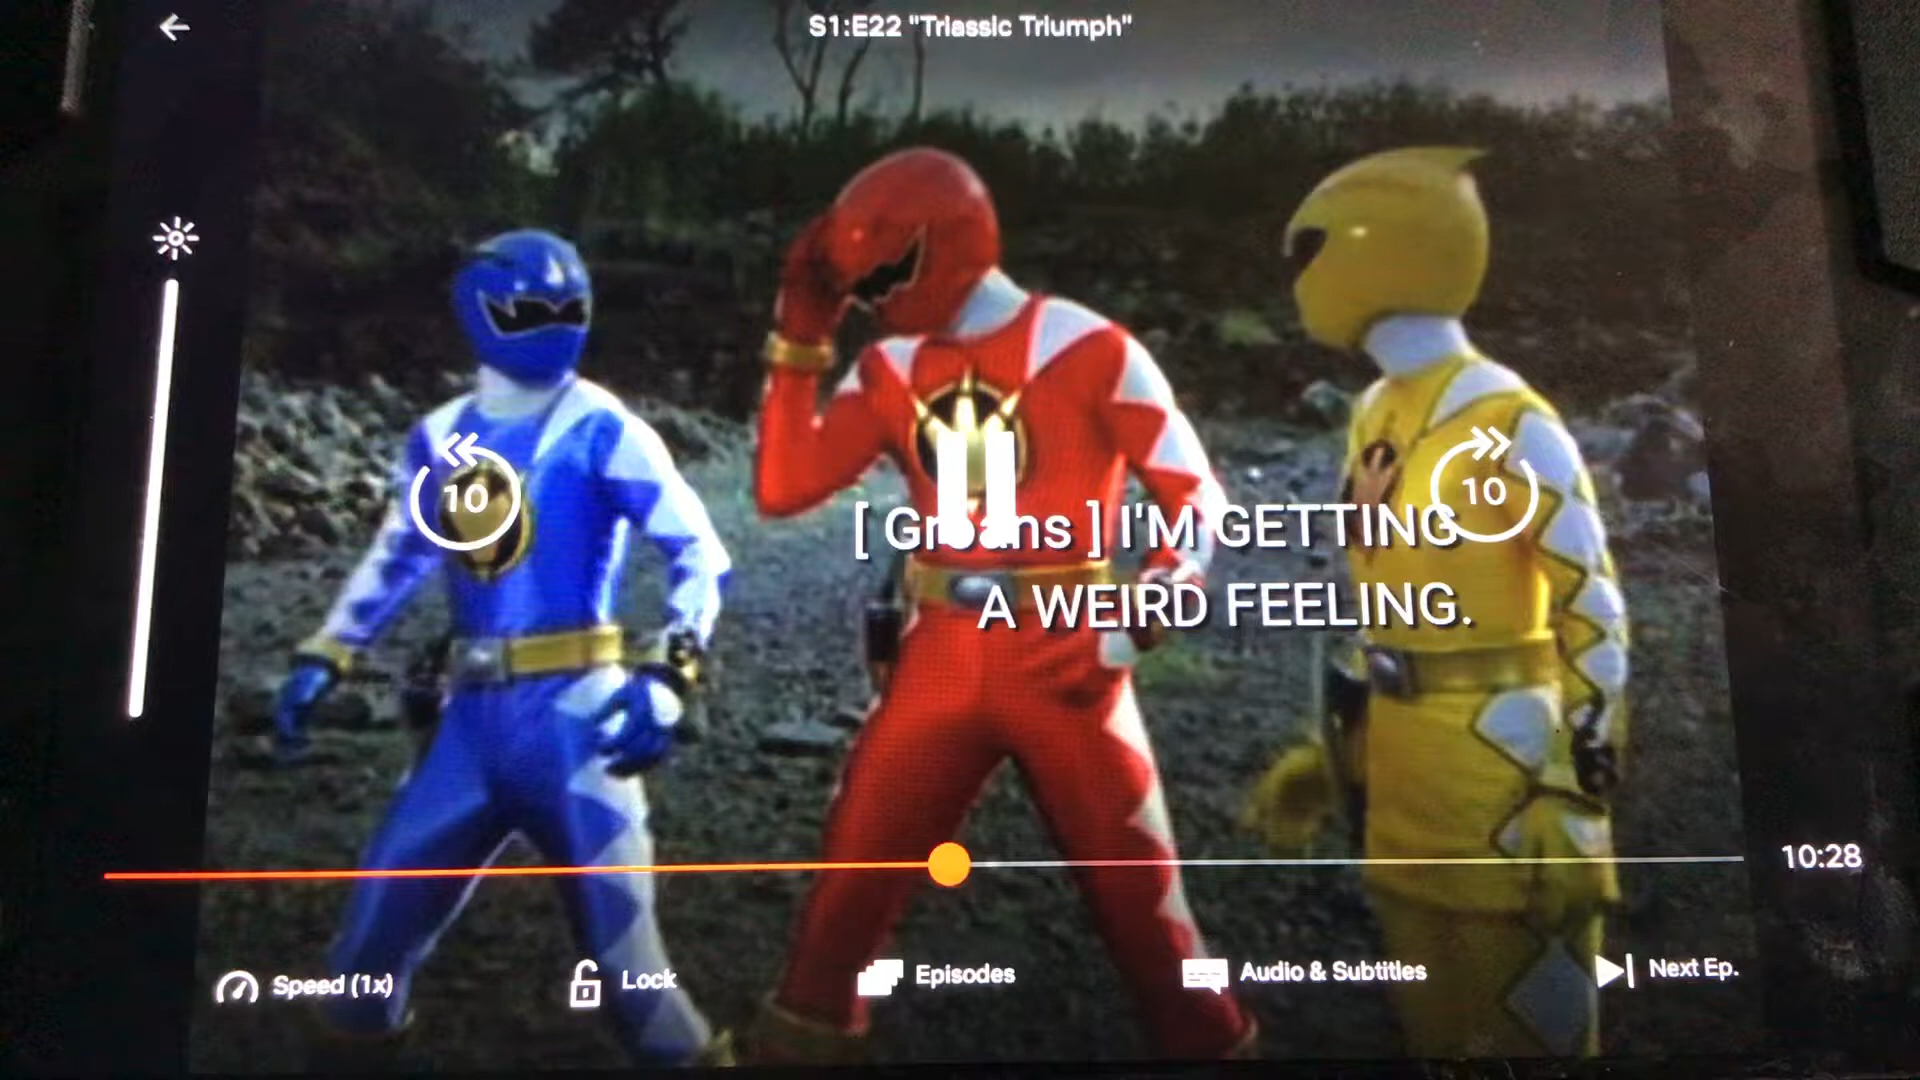 S1:E22 "Triassic Triumph"
10
10
[ Groans ] I'M GETTING
A WEIRD FEELING.
10:28
Speed (1x)
Lock
Episodes
Audio & Subtitles
Next Ep.